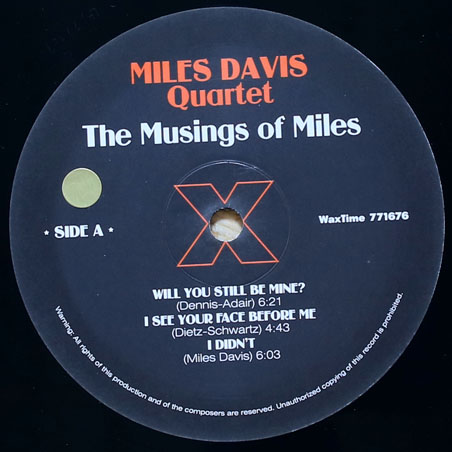 MILES DAVIS
Quartet
The Musings of Miles
* SIDE A *
X
WaxTime 771676
WILL YOU STILL BE MINE?
(Dennis-Adair) 6:21
I SEE YOUR FACE BEFORE ME
(Dietz-Schwartz) 4:43
I DIDN'T
(Miles Davis) 6:03
Warning: All rights of this production and of the composers are reserved. Unauthorized copying of this record is prohibited.